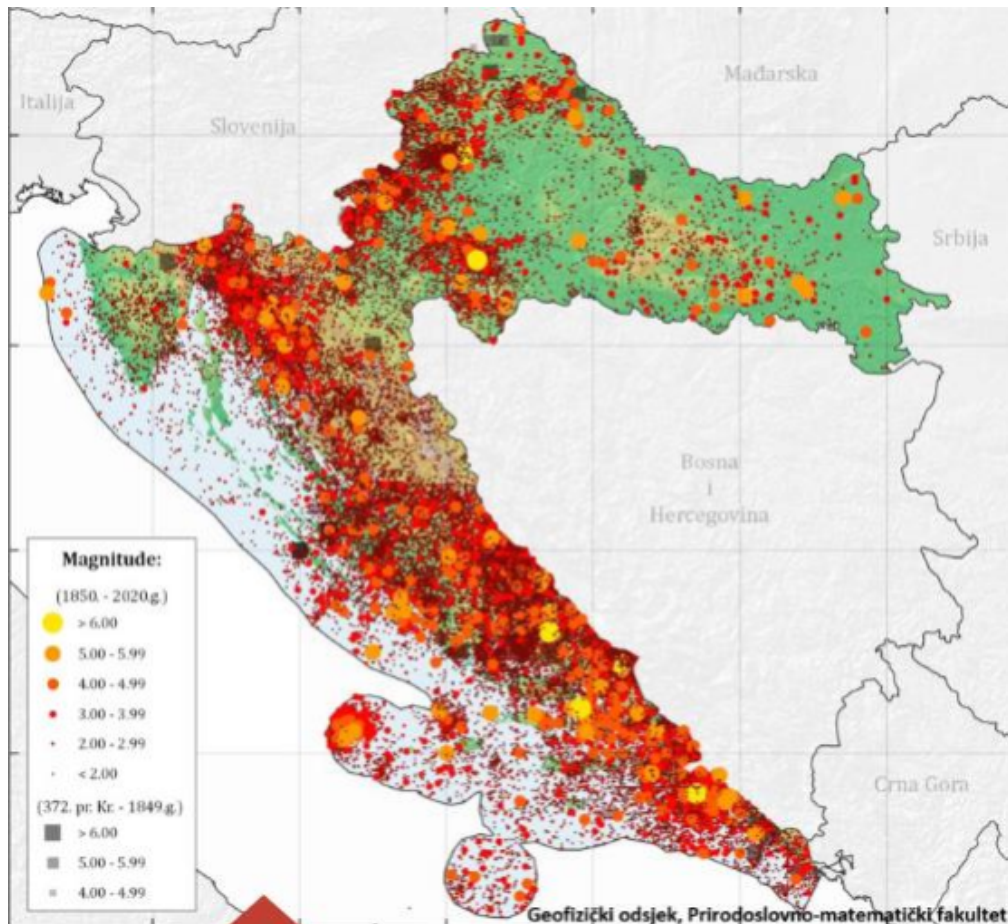 Mađarska
Italija
Slovenija
Srbija
Bosna
i
Hercegovina
Crna Gora
Magnitude:
(1850. - 2020.g.)
> 6.00
5.00 - 5.99
4.00 - 4.99
3.00 - 3.99
2.00 - 2.99
< 2.00
(372. pr. Kr. - 1849.g.)
> 6.00
5.00 - 5.99
4.00 - 4.99
Geofizički odsjek, Prirodoslovno-matematički fakultet